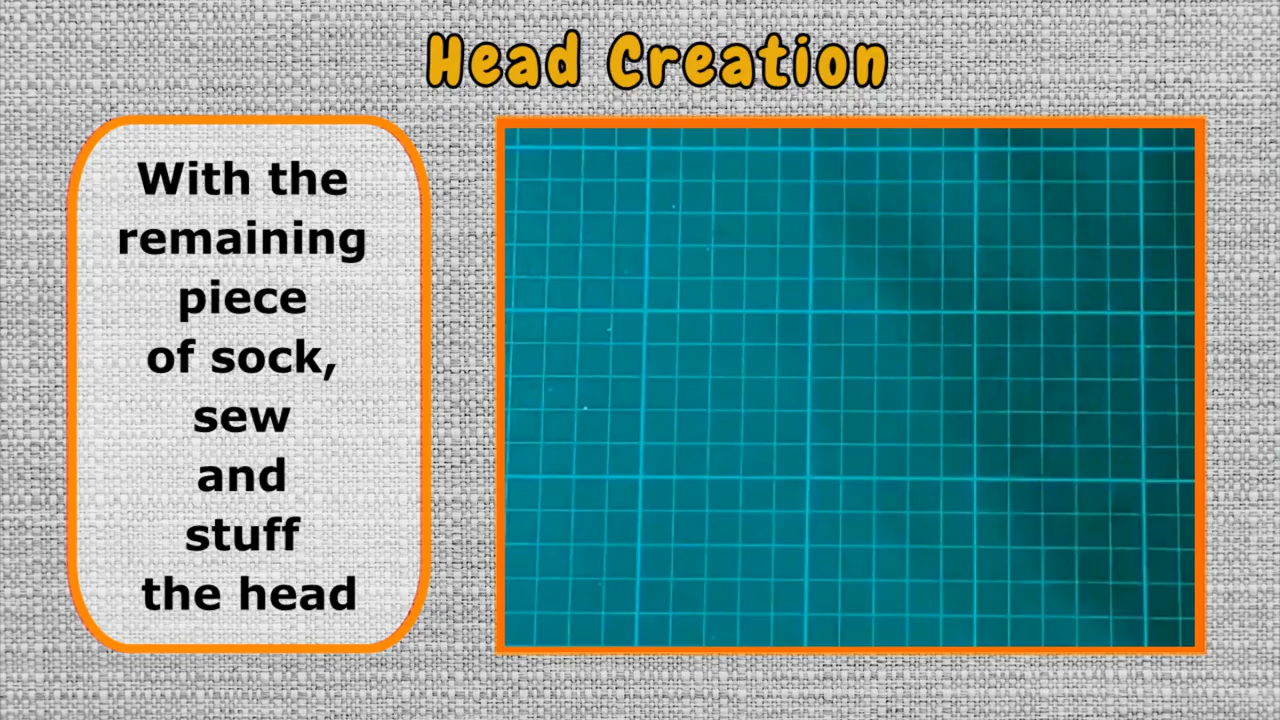 Head Creation
With the
remaining
piece
of sock,
sew
and
stuff
the head